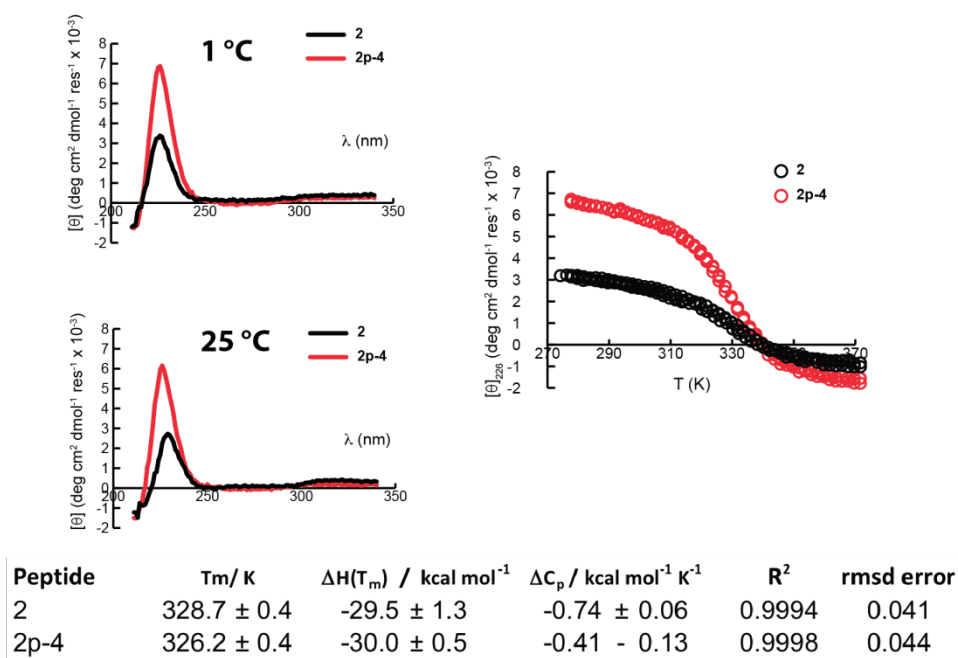 1 °C
2
2p-4
[θ] (deg cm² dmol⁻¹ res⁻¹ x 10⁻³)
λ (nm)
8
7
6
5
4
3
2
1
0
-1
-2
200 250 300 350
25 °C
2
2p-4
[θ] (deg cm² dmol⁻¹ res⁻¹ x 10⁻³)
λ (nm)
8
7
6
5
4
3
2
1
0
-1
-2
200 250 300 350
2
2p-4
[θ]₂₂₆ (deg cm² dmol⁻¹ res⁻¹ x 10⁻³)
8
7
6
5
4
3
2
1
0
-1
-2
270 290 310 330 350 370
T (K)
Peptide Tm/ K ΔH(Tₘ) / kcal mol⁻¹ ΔCₚ / kcal mol⁻¹ K⁻¹ R² rmsd error
2 328.7 ± 0.4 -29.5 ± 1.3 -0.74 ± 0.06 0.9994 0.041
2p-4 326.2 ± 0.4 -30.0 ± 0.5 -0.41 - 0.13 0.9998 0.044